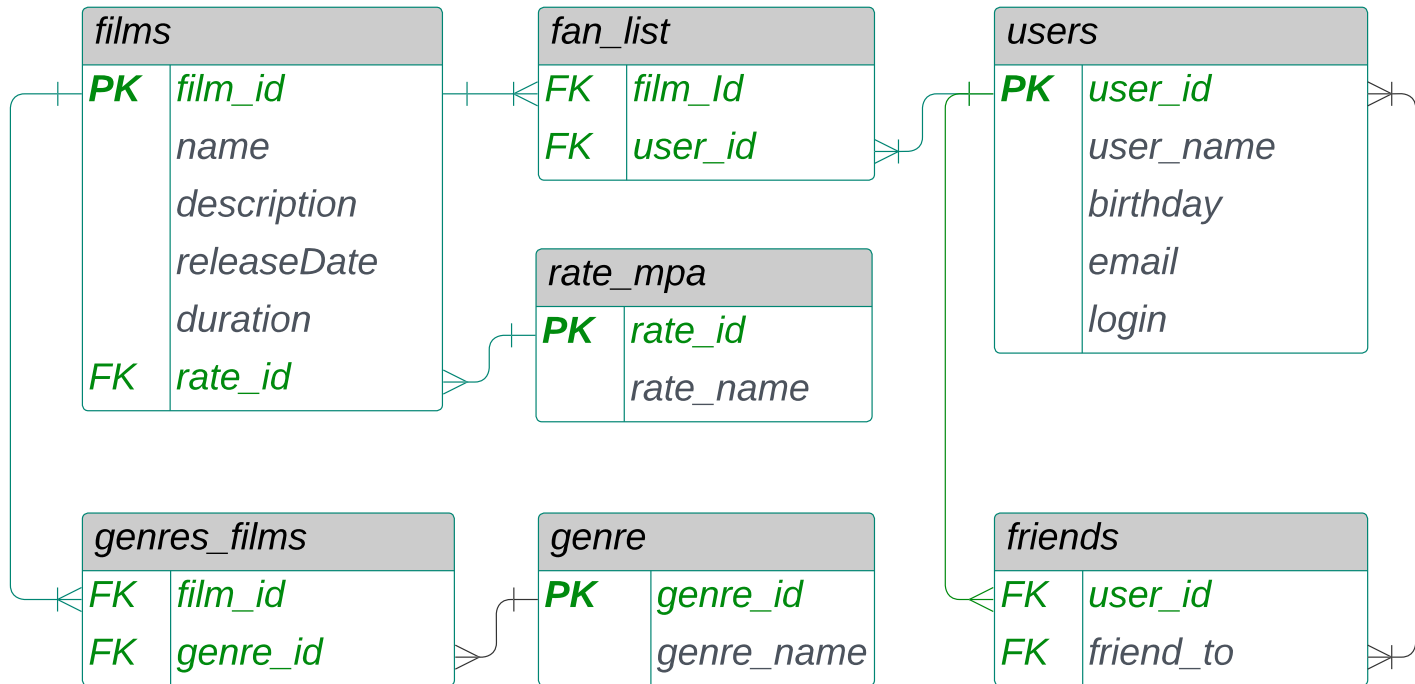 films
PK film_id
name
description
releaseDate
duration
FK rate_id
fan_list
FK film_Id
FK user_id
users
PK user_id
user_name
birthday
email
login
rate_mpa
PK rate_id
rate_name
genres_films
FK film_id
FK genre_id
genre
PK genre_id
genre_name
friends
FK user_id
FK friend_to